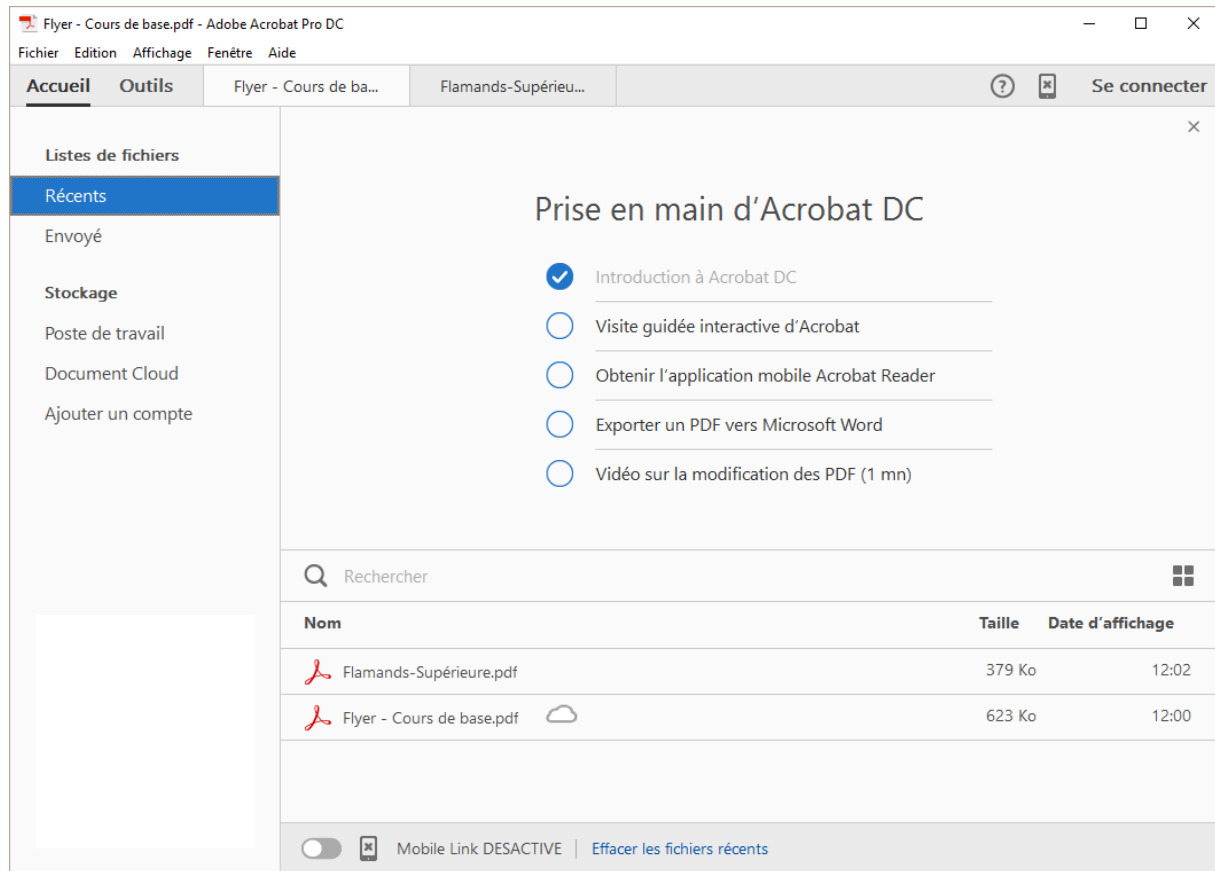 Flyer - Cours de base.pdf - Adobe Acrobat Pro DC
Fichier Edition Affichage Fenêtre Aide
Accueil Outils Flyer - Cours de ba... Flamands-Supérieu... Se connecter
Listes de fichiers
Récents
Envoyé
Stockage
Poste de travail
Document Cloud
Ajouter un compte
Prise en main d'Acrobat DC
Introduction à Acrobat DC
Visite guidée interactive d'Acrobat
Obtenir l'application mobile Acrobat Reader
Exporter un PDF vers Microsoft Word
Vidéo sur la modification des PDF (1 mn)
Rechercher
Nom Taille Date d'affichage
Flamands-Supérieure.pdf 379 Ko 12:02
Flyer - Cours de base.pdf 623 Ko 12:00
Mobile Link DESACTIVE | Effacer les fichiers récents